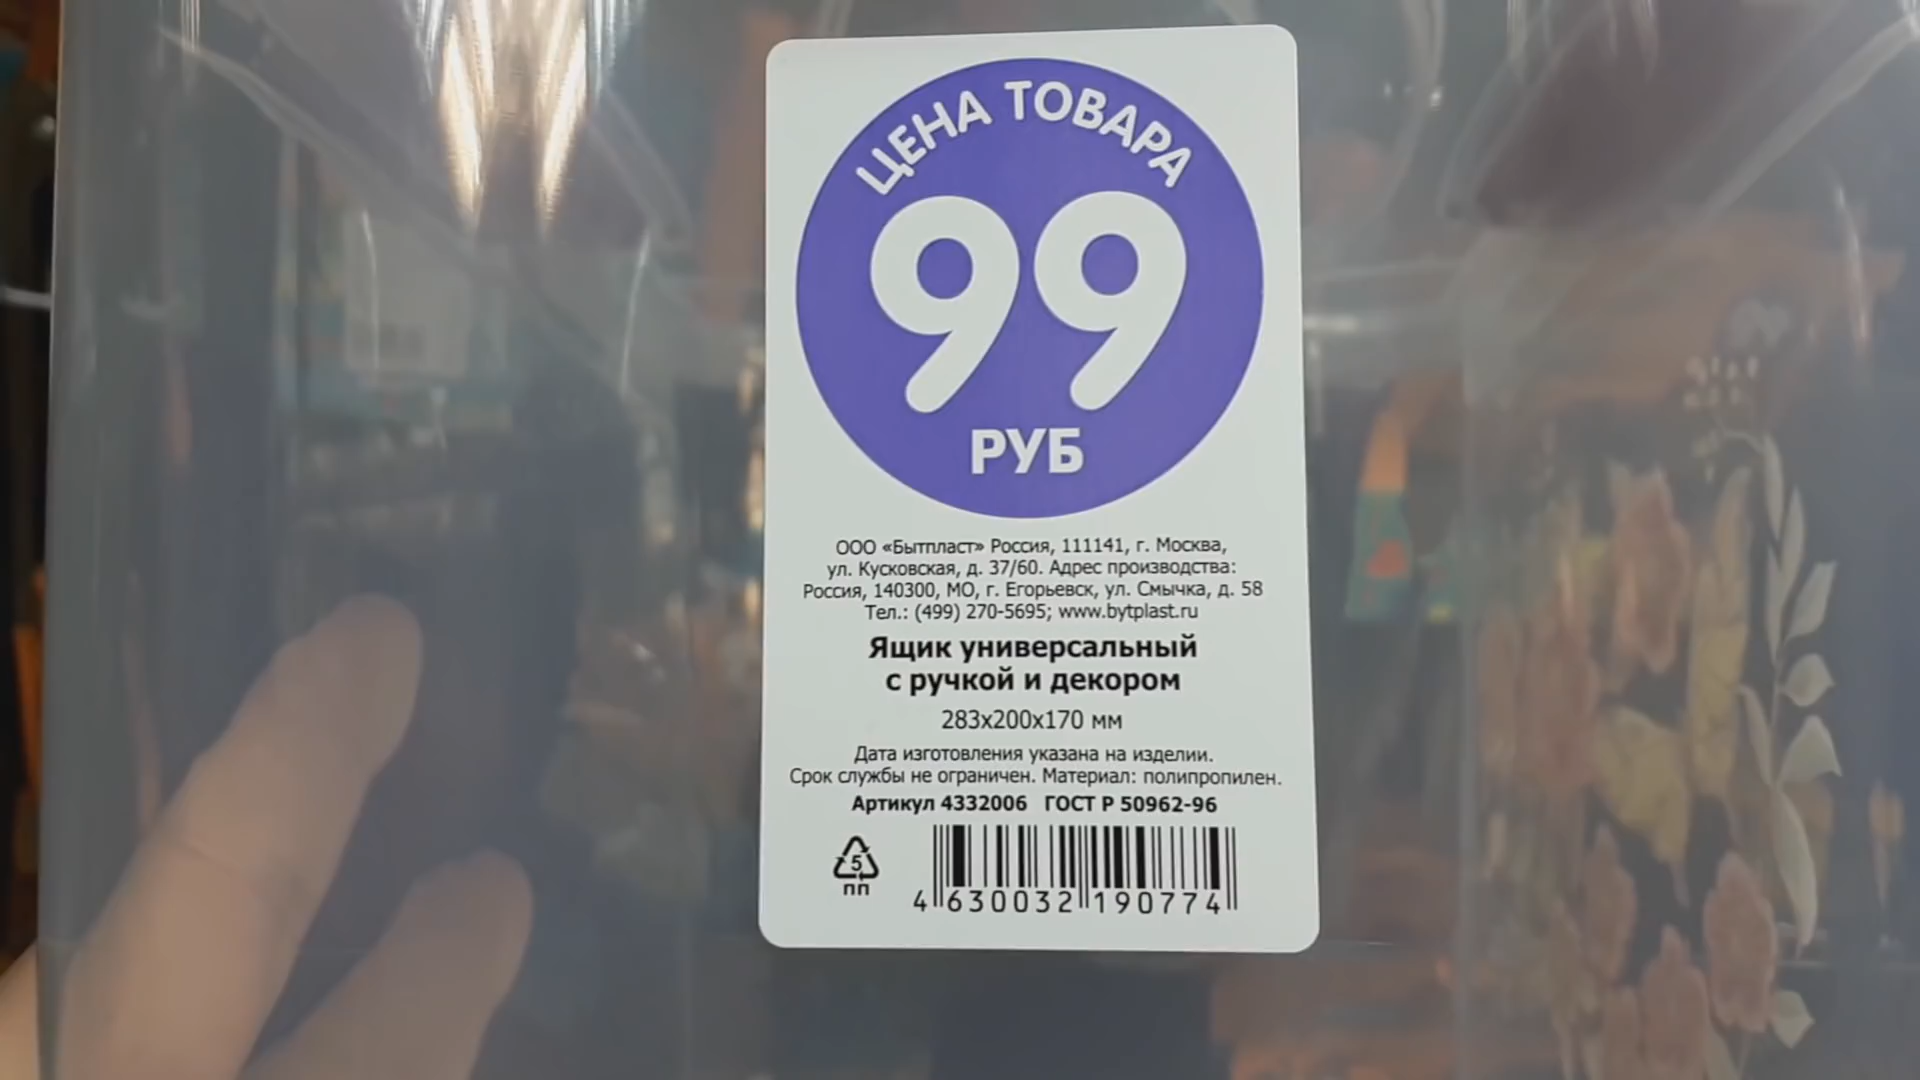 ЦЕНА ТОВАРА
99
РУБ
ООО «Бытпласт» Россия, 111141, г. Москва,
ул. Кусковская, д. 37/60. Адрес производства:
Россия, 140300, МО, г. Егорьевск, ул. Смычка, д. 58
Тел.: (499) 270-5695; www.bytplast.ru
Ящик универсальный
с ручкой и декором
283х200х170 мм
Дата изготовления указана на изделии.
Срок службы не ограничен. Материал: полипропилен.
Артикул 4332006 ГОСТ Р 50962-96
5
ПП
4 630032 190774